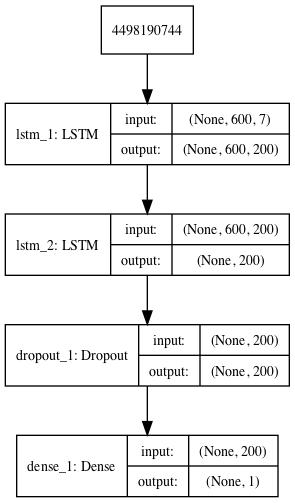 4498190744
lstm_1: LSTM
input:
(None, 600, 7)
output:
(None, 600, 200)
lstm_2: LSTM
input:
(None, 600, 200)
output:
(None, 200)
dropout_1: Dropout
input:
(None, 200)
output:
(None, 200)
dense_1: Dense
input:
(None, 200)
output:
(None, 1)